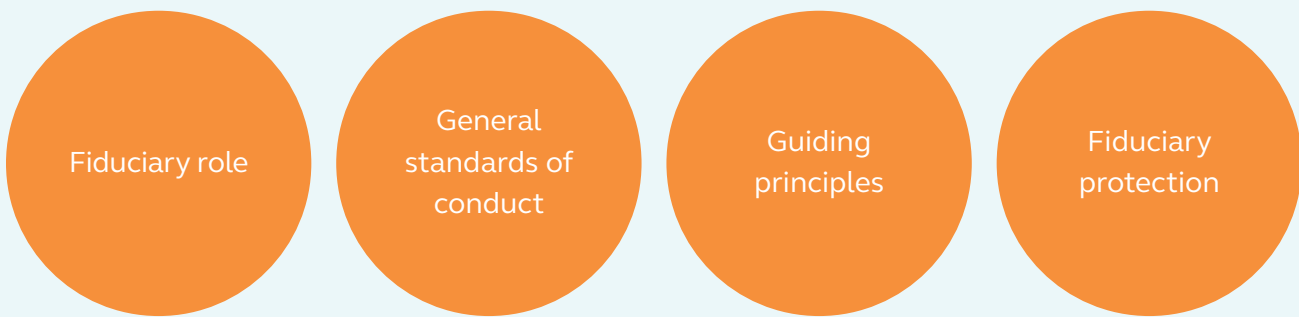 Fiduciary role
General
standards of
conduct
Guiding
principles
Fiduciary
protection